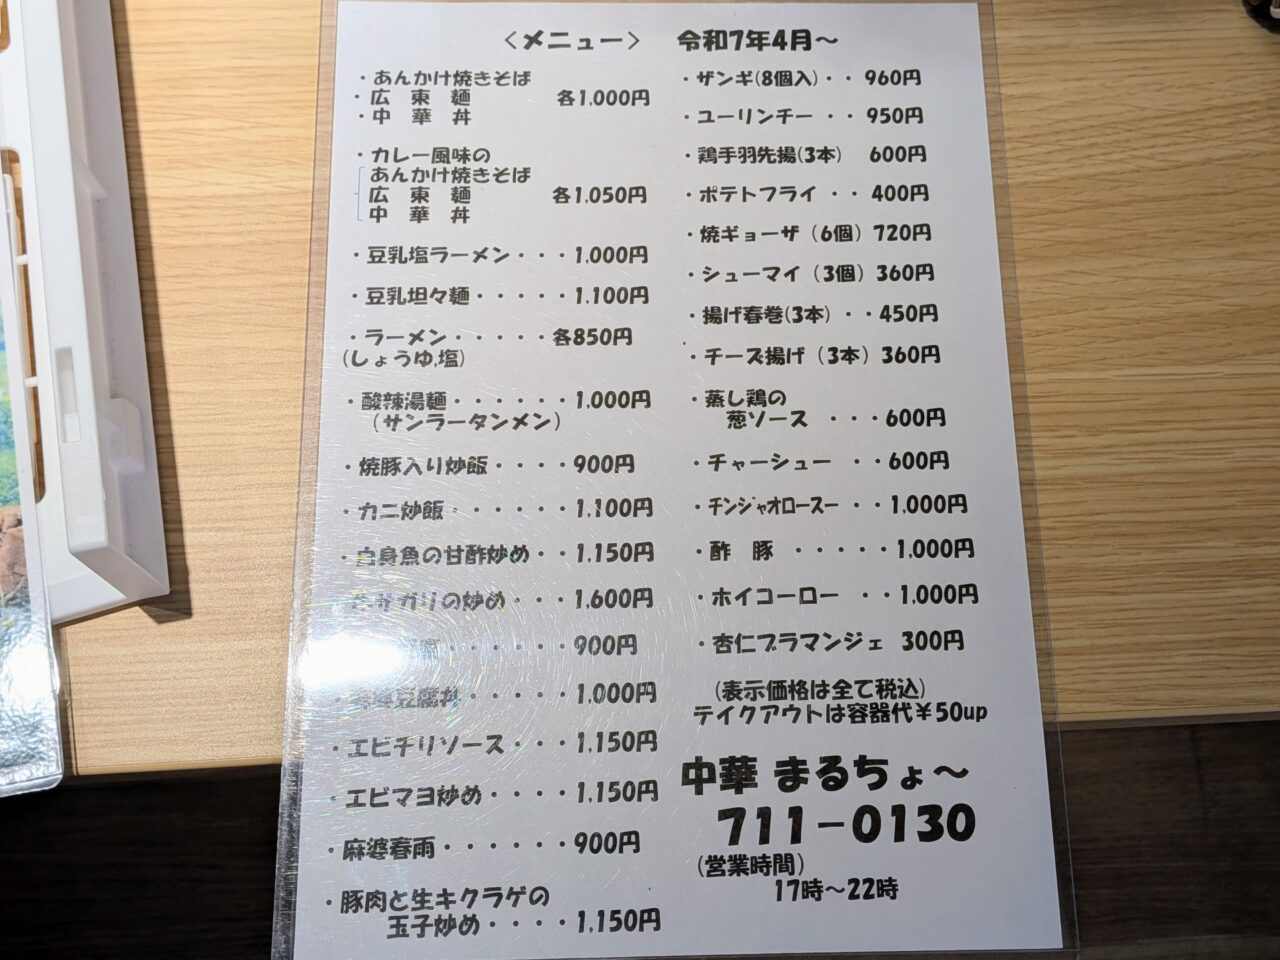 <メニュー>　令和7年4月～
・あんかけ焼きそば
・広　東　麺　各1,000円
・中　華　丼
・カレー風味の
あんかけ焼きそば
広　東　麺　各1,050円
中　華　丼
・豆乳塩ラーメン・・・1,000円
・豆乳坦々麺・・・・・1,100円
・ラーメン・・・・・各850円
(しょうゆ,塩)
・酸辣湯麺・・・・・・1,000円
（サンラータンメン）
・焼豚入り炒飯・・・・900円
・カニ炒飯・・・・・・1,100円
・白身魚の甘酢炒め・・1,150円
ガリの炒め・・・1,600円
・・・・・・900円
豆腐丼・・・・・・1,000円
・エビチリソース・・・1,150円
・エビマヨ炒め・・・・1,150円
・麻婆春雨・・・・・・900円
・豚肉と生キクラゲの
玉子炒め・・・・1,150円
・ザンギ(8個入)・・960円
・ユーリンチー・・950円
・鶏手羽先揚(3本)　600円
・ポテトフライ・・400円
・焼ギョーザ（6個）720円
・シューマイ（3個）360円
・揚げ春巻(3本)・・450円
・チーズ揚げ（3本）360円
・蒸し鶏の
葱ソース　・・・600円
・チャーシュー　・・600円
・チンジャオロースー・・1,000円
・酢　豚　・・・・・1,000円
・ホイコーロー　・・1,000円
・杏仁ブラマンジェ　300円
(表示価格は全て税込)
テイクアウトは容器代￥50up
中華 まるちょ～
711-0130
(営業時間)
17時～22時